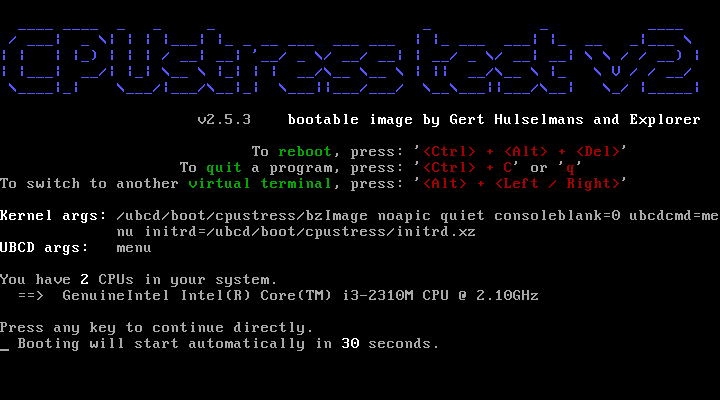 CPUstress test v2
v2.5.3 bootable image by Gert Hulselmans and Explorer
To reboot, press: '<Ctrl> + <Alt> + <Del>'
To quit a program, press: '<Ctrl> + C' or 'q'
To switch to another virtual terminal, press: '<Alt> + <Left / Right>'
Kernel args: /ubcd/boot/cpustress/bzImage noapic quiet consoleblank=0 ubcdcmd=me
nu initrd=/ubcd/boot/cpustress/initrd.xz
UBCD args: menu
You have 2 CPUs in your system.
==> GenuineIntel Intel(R) Core(TM) i3-2310M CPU @ 2.10GHz
Press any key to continue directly.
_ Booting will start automatically in 30 seconds.